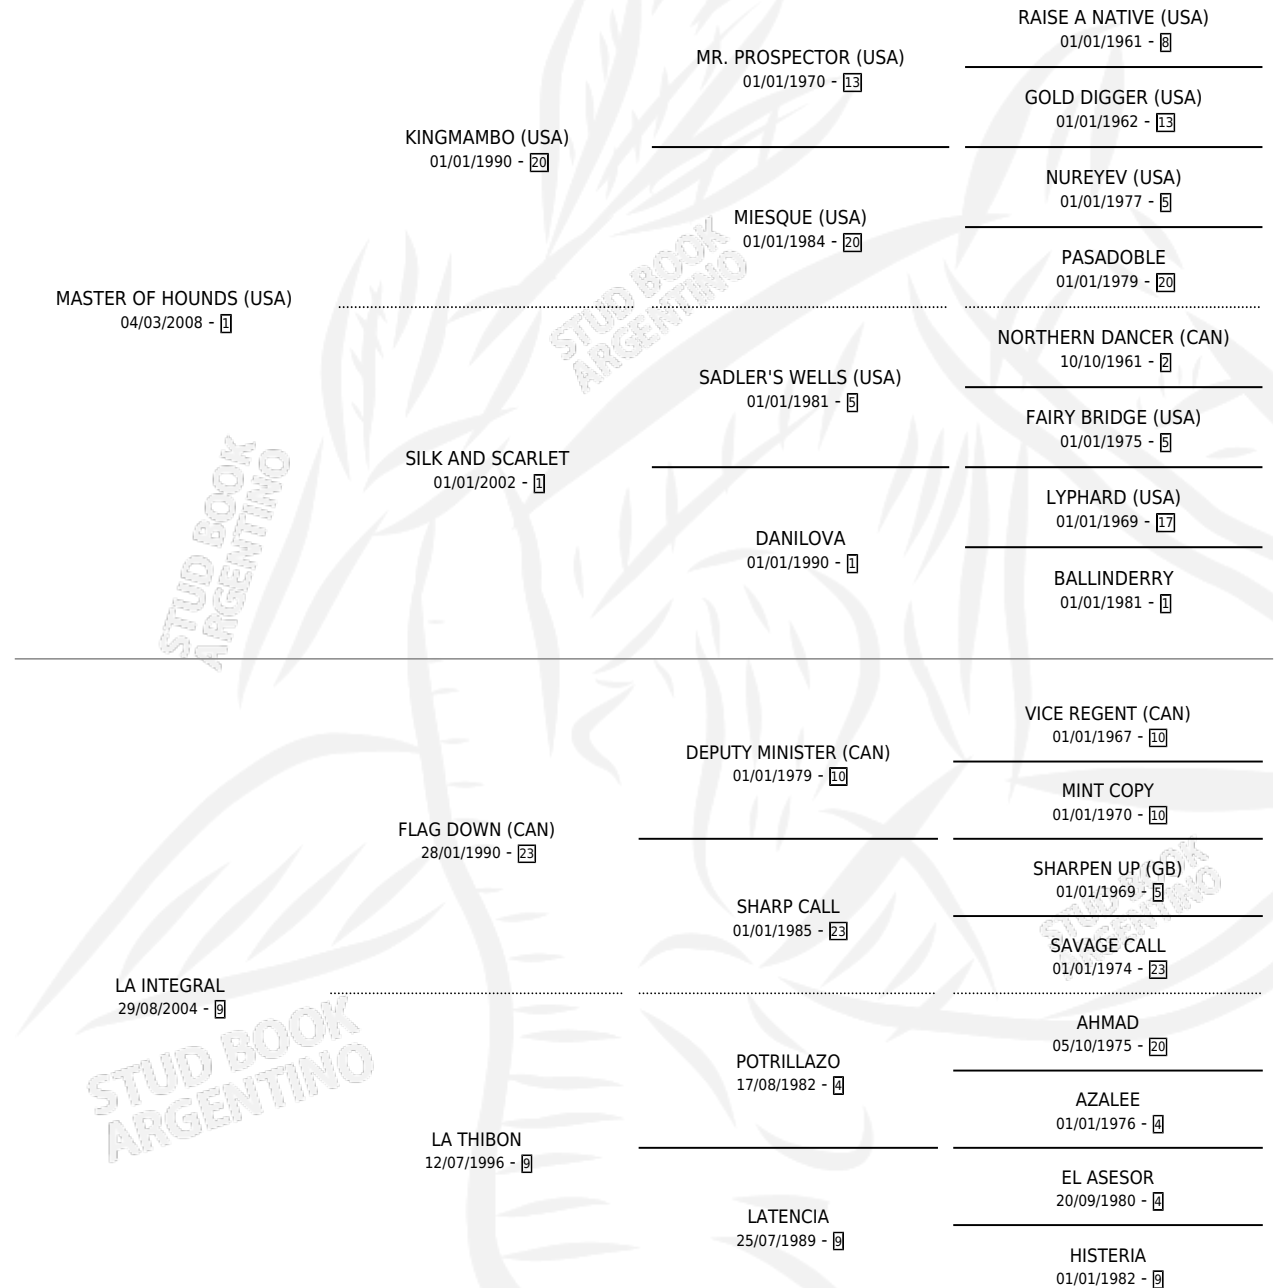 RAISE A NATIVE (USA)
01/01/1961 - 8
MR. PROSPECTOR (USA)
01/01/1970 - 13
GOLD DIGGER (USA)
01/01/1962 - 13
KINGMAMBO (USA)
01/01/1990 - 20
NUREYEV (USA)
01/01/1977 - 5
MIESQUE (USA)
01/01/1984 - 20
PASADOBLE
01/01/1979 - 20
MASTER OF HOUNDS (USA)
04/03/2008 - 1
NORTHERN DANCER (CAN)
10/10/1961 - 2
SADLER'S WELLS (USA)
01/01/1981 - 5
FAIRY BRIDGE (USA)
01/01/1975 - 5
SILK AND SCARLET
01/01/2002 - 1
LYPHARD (USA)
01/01/1969 - 17
DANILOVA
01/01/1990 - 1
BALLINDERRY
01/01/1981 - 1
VICE REGENT (CAN)
01/01/1967 - 10
DEPUTY MINISTER (CAN)
01/01/1979 - 10
MINT COPY
01/01/1970 - 10
FLAG DOWN (CAN)
28/01/1990 - 23
SHARPEN UP (GB)
01/01/1969 - 5
SHARP CALL
01/01/1985 - 23
SAVAGE CALL
01/01/1974 - 23
LA INTEGRAL
29/08/2004 - 9
AHMAD
05/10/1975 - 20
POTRILLAZO
17/08/1982 - 4
AZALEE
01/01/1976 - 4
LA THIBON
12/07/1996 - 9
EL ASESOR
20/09/1980 - 4
LATENCIA
25/07/1989 - 9
HISTERIA
01/01/1982 - 9
STUD BOOK
ARGENTINO
STUD BOOK
ARGENTINO
STUD BOOK
ARGENTINO
STUD BOOK
ARGENTINO